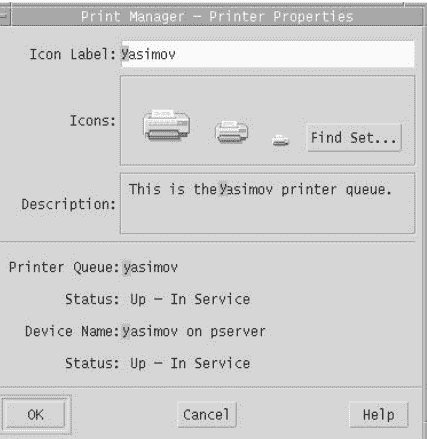 Print Manager – Printer Properties
Icon Label: Yasimov
Icons:
Find Set...
Description: This is the Yasimov printer queue.
Printer Queue: yasimov
Status: Up – In Service
Device Name: yasimov on pserver
Status: Up – In Service
OK Cancel Help